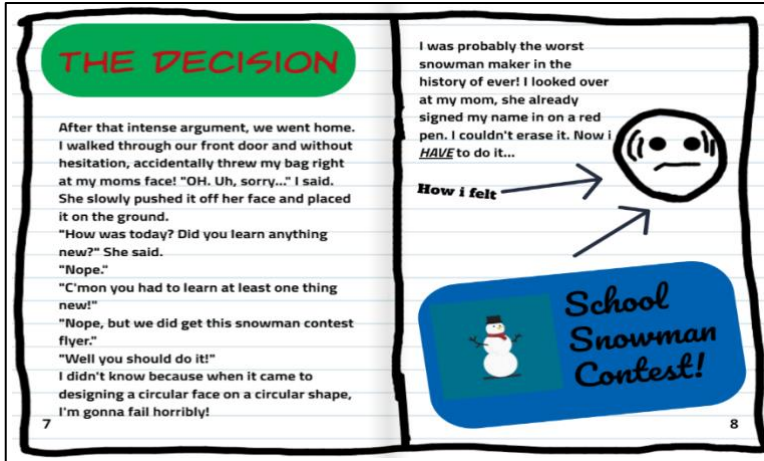 THE DECISION
After that intense argument, we went home.
I walked through our front door and without
hesitation, accidentally threw my bag right
at my moms face! "OH. Uh, sorry..." I said.
She slowly pushed it off her face and placed
it on the ground.
"How was today? Did you learn anything
new?" She said.
"Nope."
"C'mon you had to learn at least one thing
new!"
"Nope, but we did get this snowman contest
flyer."
"Well you should do it!"
I didn't know because when it came to
designing a circular face on a circular shape,
I'm gonna fail horribly!
7
I was probably the worst
snowman maker in the
history of ever! I looked over
at my mom, she already
signed my name in on a red
pen. I couldn't erase it. Now i
HAVE to do it...
How i felt
School
Snowman
Contest!
8